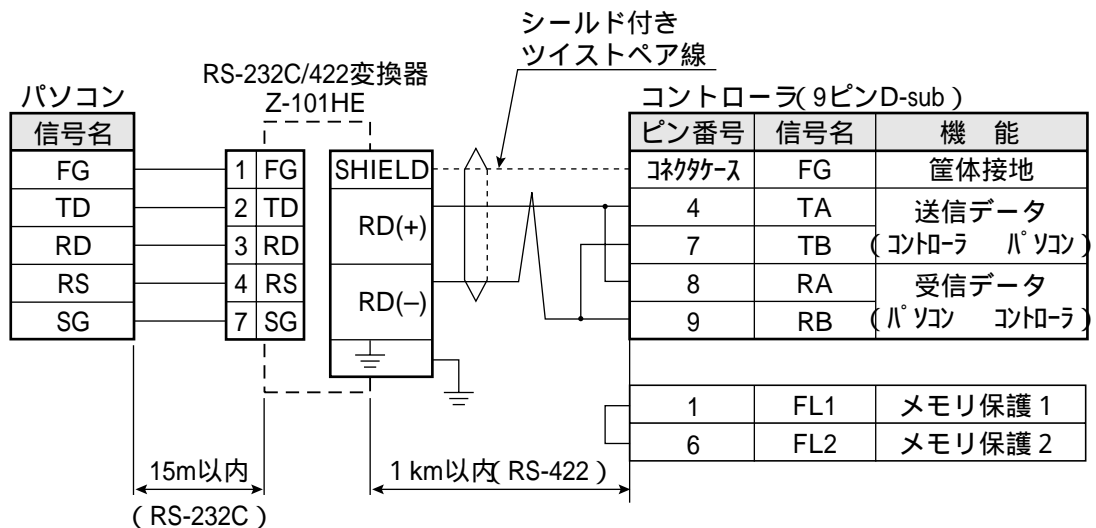 シールド付き
ツイストペア線
RS-232C/422変換器
Z-101HE
パソコン
信号名
FG
TD
RD
RS
SG
1 FG
2 TD
3 RD
4 RS
7 SG
SHIELD
RD(+)
RD(–)
コントローラ(9ピンD-sub)
ピン番号 信号名 機 能
コネクタケース FG 筐体接地
4 TA 送信データ
7 TB (コントローラ パソコン)
8 RA 受信データ
9 RB (パソコン コントローラ)
1 FL1 メモリ保護1
6 FL2 メモリ保護2
15m以内
(RS-232C)
1 km以内(RS-422)